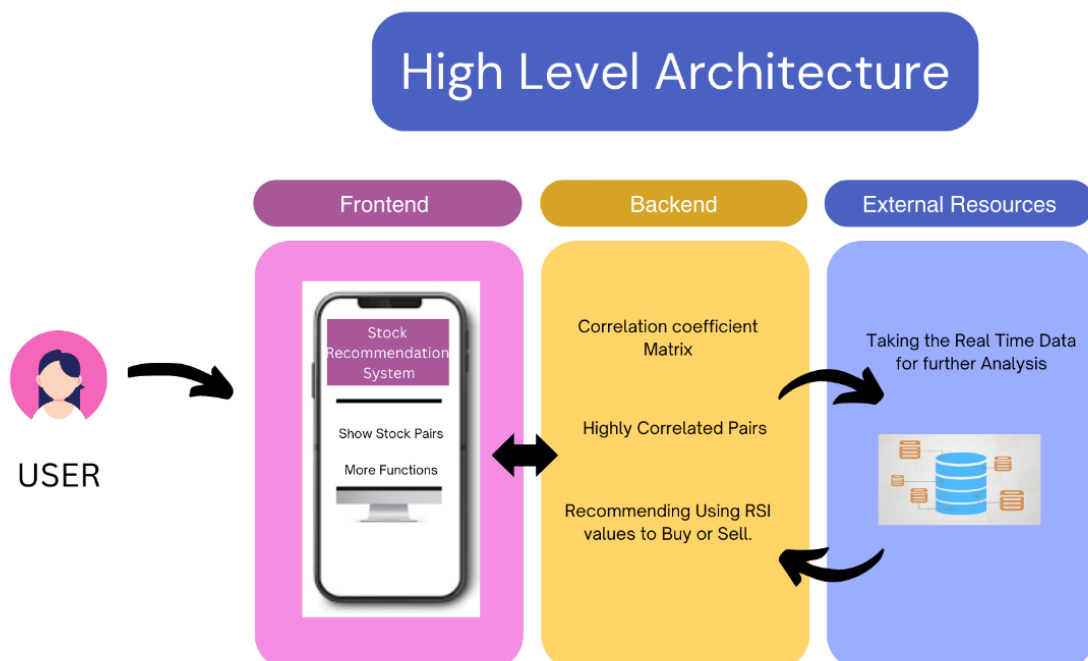 High Level Architecture
Frontend
Backend
External Resources
USER
Stock
Recommendation
System
Show Stock Pairs
More Functions
Correlation coefficient
Matrix
Highly Correlated Pairs
Recommending Using RSI
values to Buy or Sell.
Taking the Real Time Data
for further Analysis